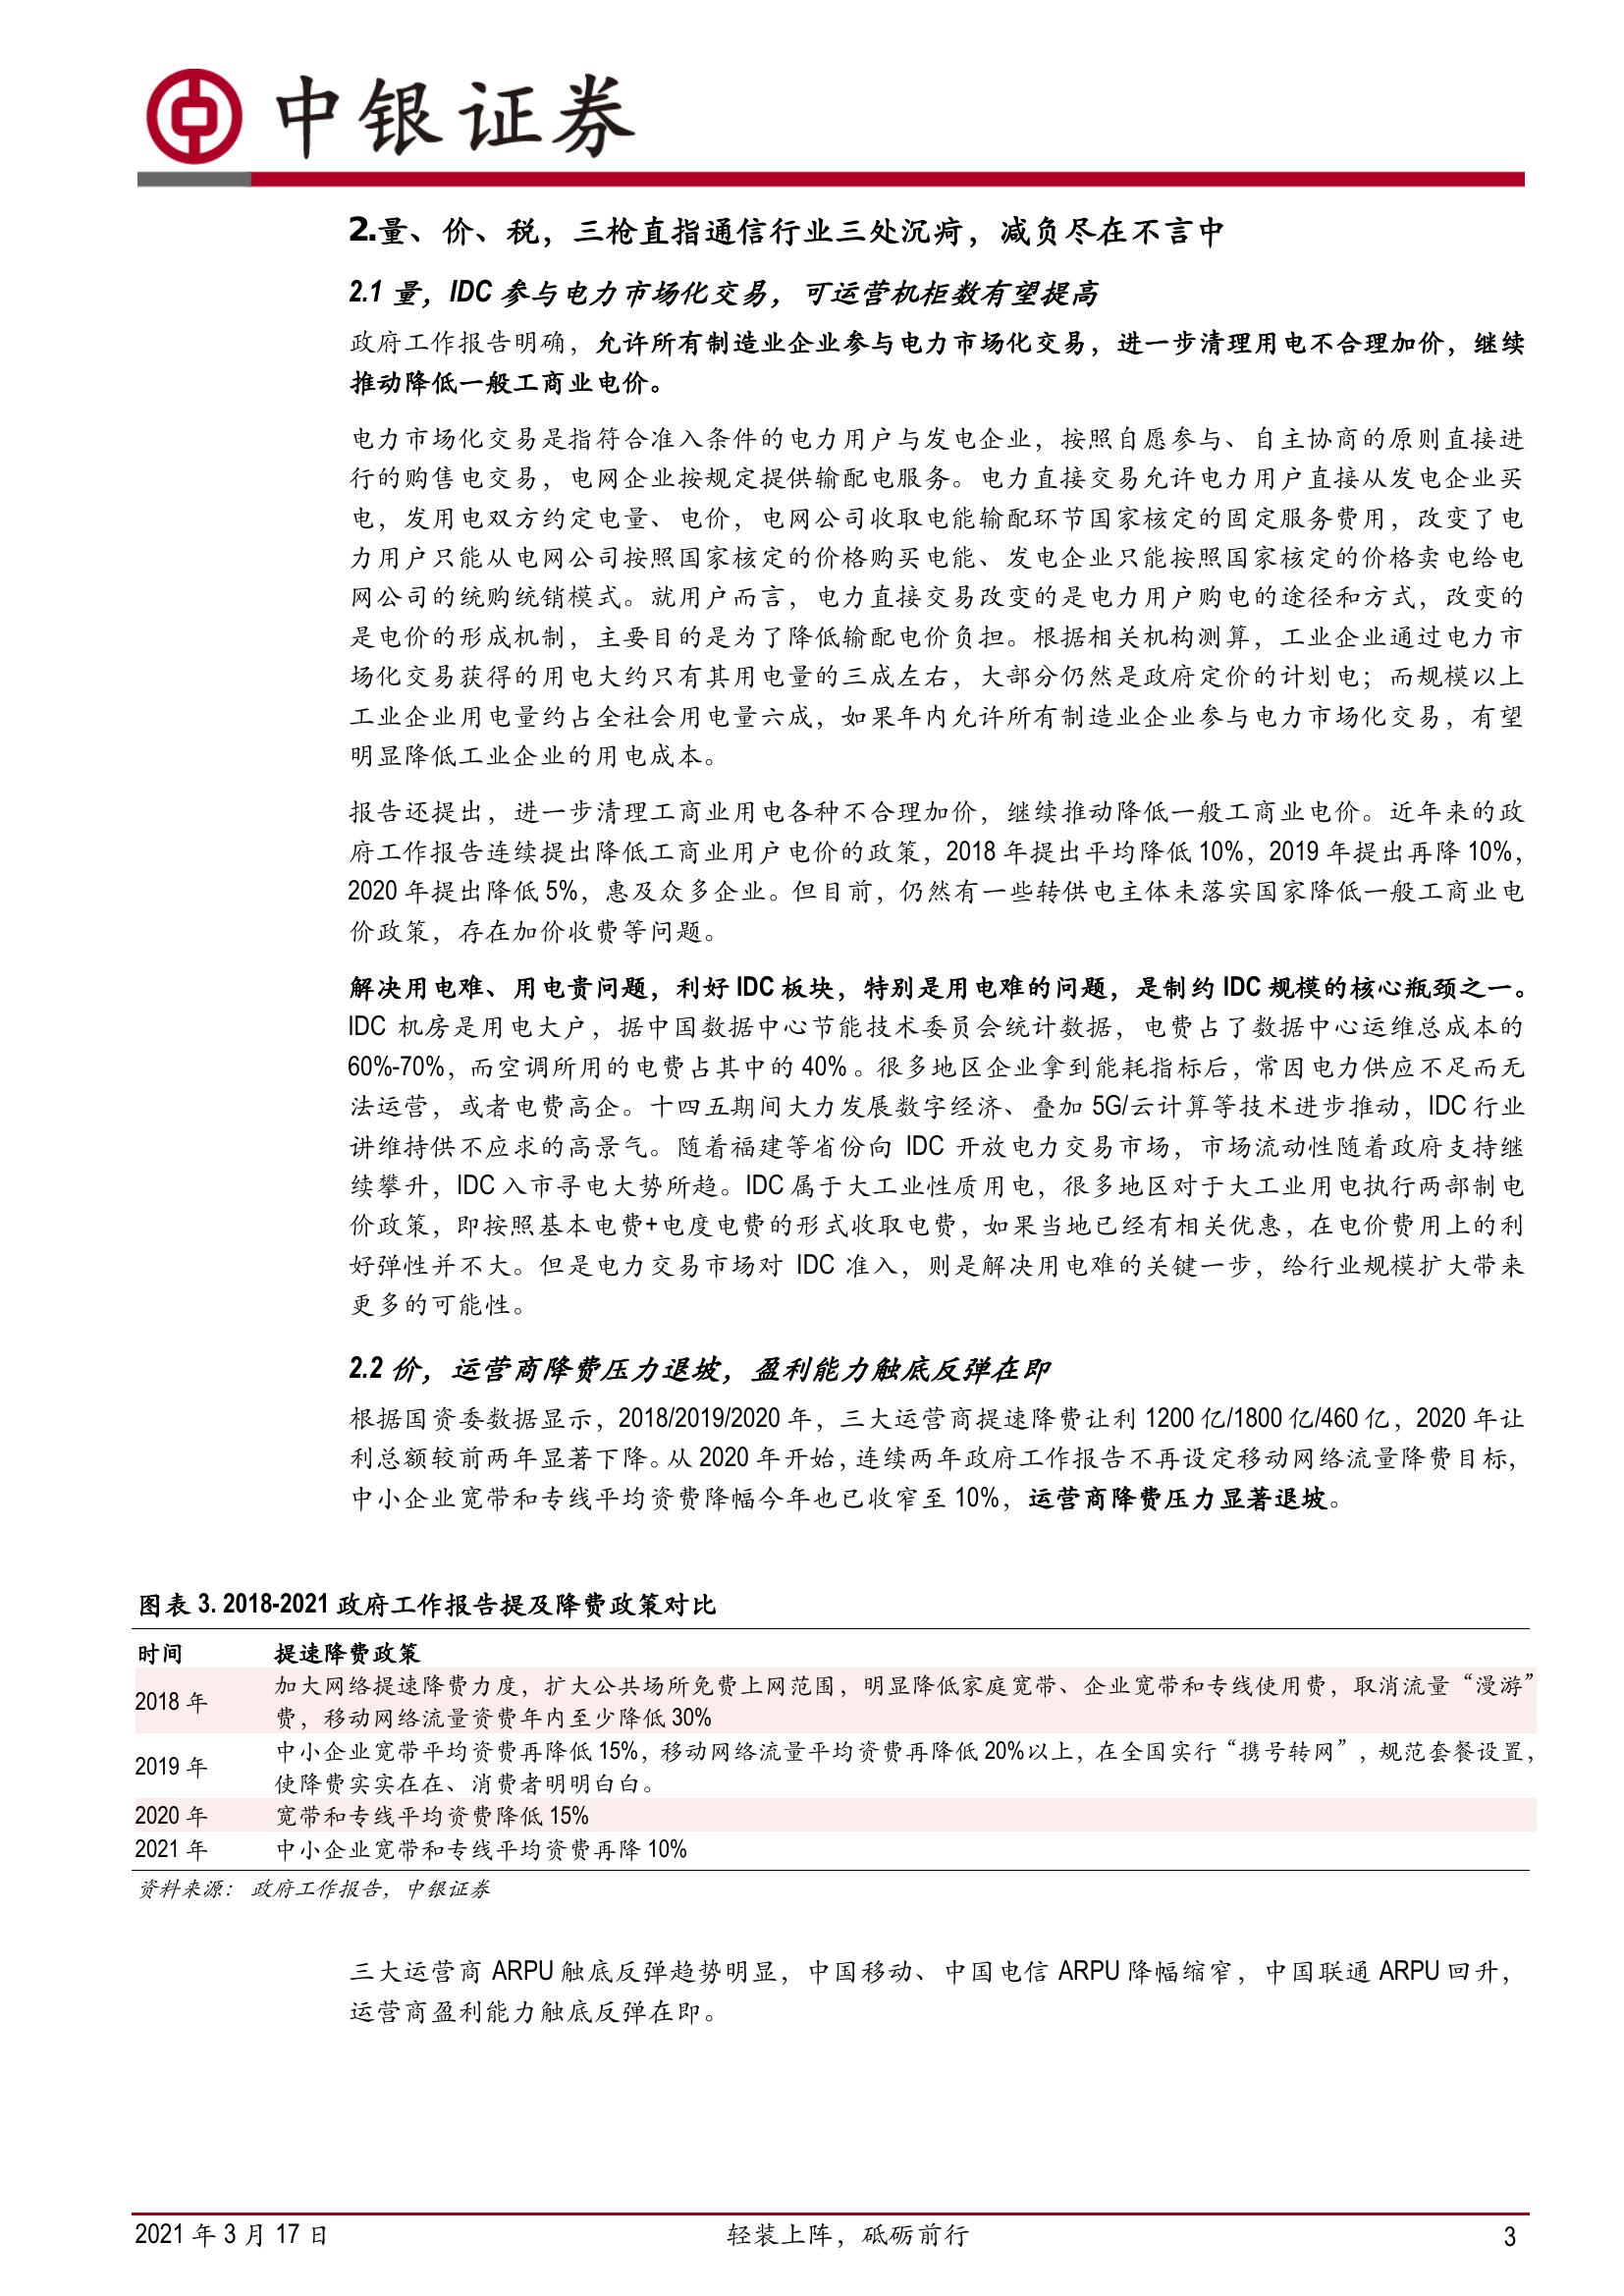 中银证券
2.量、价、税，三枪直指通信行业三处沉疴，减负尽在不言中
2.1 量，IDC 参与电力市场化交易，可运营机柜数有望提高
政府工作报告明确，允许所有制造业企业参与电力市场化交易，进一步清理用电不合理加价，继续
推动降低一般工商业电价。
电力市场化交易是指符合准入条件的电力用户与发电企业，按照自愿参与、自主协商的原则直接进
行的购售电交易，电网企业按规定提供输配电服务。电力直接交易允许电力用户直接从发电企业买
电，发用电双方约定电量、电价，电网公司收取电能输配环节国家核定的固定服务费用，改变了电
力用户只能从电网公司按照国家核定的价格购买电能、发电企业只能按照国家核定的价格卖电给电
网公司的统购统销模式。就用户而言，电力直接交易改变的是电力用户购电的途径和方式，改变的
是电价的形成机制，主要目的是为了降低输配电价负担。根据相关机构测算，工业企业通过电力市
场化交易获得的用电大约只有其用电量的三成左右，大部分仍然是政府定价的计划电；而规模以上
工业企业用电量约占全社会用电量六成，如果年内允许所有制造业企业参与电力市场化交易，有望
明显降低工业企业的用电成本。
报告还提出，进一步清理工商业用电各种不合理加价，继续推动降低一般工商业电价。近年来的政
府工作报告连续提出降低工商业用户电价的政策，2018 年提出平均降低 10%，2019 年提出再降 10%，
2020 年提出降低 5%，惠及众多企业。但目前，仍然有一些转供电主体未落实国家降低一般工商业电
价政策，存在加价收费等问题。
解决用电难、用电贵问题，利好 IDC 板块，特别是用电难的问题，是制约 IDC 规模的核心瓶颈之一。
IDC 机房是用电大户，据中国数据中心节能技术委员会统计数据，电费占了数据中心运维总成本的
60%-70%，而空调所用的电费占其中的 40%。很多地区企业拿到能耗指标后，常因电力供应不足而无
法运营，或者电费高企。十四五期间大力发展数字经济、叠加 5G/云计算等技术进步推动，IDC 行业
讲维持供不应求的高景气。随着福建等省份向 IDC 开放电力交易市场，市场流动性随着政府支持继
续攀升，IDC 入市寻电大势所趋。IDC 属于大工业性质用电，很多地区对于大工业用电执行两部制电
价政策，即按照基本电费+电度电费的形式收取电费，如果当地已经有相关优惠，在电价费用上的利
好弹性并不大。但是电力交易市场对 IDC 准入，则是解决用电难的关键一步，给行业规模扩大带来
更多的可能性。
2.2 价，运营商降费压力退坡，盈利能力触底反弹在即
根据国资委数据显示，2018/2019/2020 年，三大运营商提速降费让利 1200 亿/1800 亿/460 亿，2020 年让
利总额较前两年显著下降。从 2020 年开始，连续两年政府工作报告不再设定移动网络流量降费目标，
中小企业宽带和专线平均资费降幅今年也已收窄至 10%，运营商降费压力显著退坡。
图表 3. 2018-2021 政府工作报告提及降费政策对比
时间 提速降费政策
2018 年 加大网络提速降费力度，扩大公共场所免费上网范围，明显降低家庭宽带、企业宽带和专线使用费，取消流量“漫游”
费，移动网络流量资费年内至少降低 30%
2019 年 中小企业宽带平均资费再降低 15%，移动网络流量平均资费再降低 20%以上，在全国实行“携号转网”，规范套餐设置，
使降费实实在在、消费者明明白白。
2020 年 宽带和专线平均资费降低 15%
2021 年 中小企业宽带和专线平均资费再降 10%
资料来源：政府工作报告，中银证券
三大运营商 ARPU 触底反弹趋势明显，中国移动、中国电信 ARPU 降幅缩窄，中国联通 ARPU 回升，
运营商盈利能力触底反弹在即。
2021 年 3 月 17 日 轻装上阵，砥砺前行 3